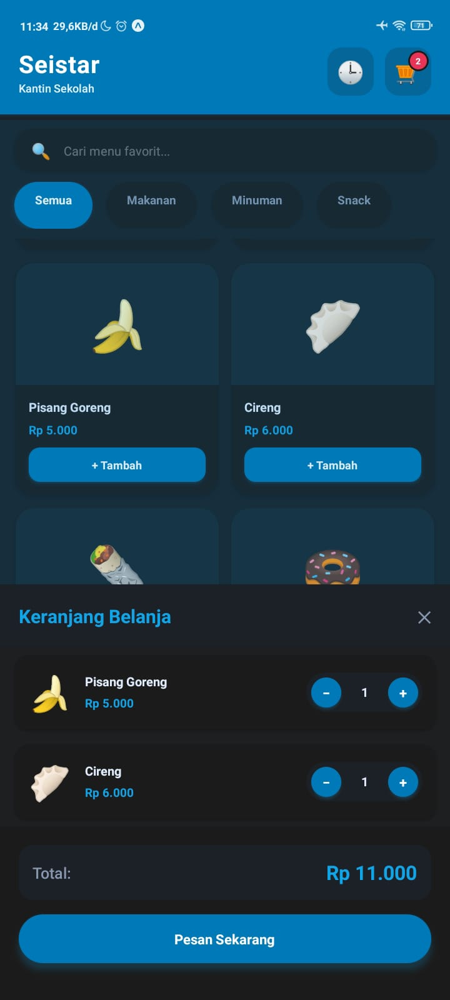 11:34 29,6KB/d
71
Seistar
Kantin Sekolah
2
Cari menu favorit...
Semua
Makanan
Minuman
Snack
Pisang Goreng
Rp 5.000
+ Tambah
Cireng
Rp 6.000
+ Tambah
Keranjang Belanja
Pisang Goreng
Rp 5.000
- 1 +
Cireng
Rp 6.000
- 1 +
Total:
Rp 11.000
Pesan Sekarang